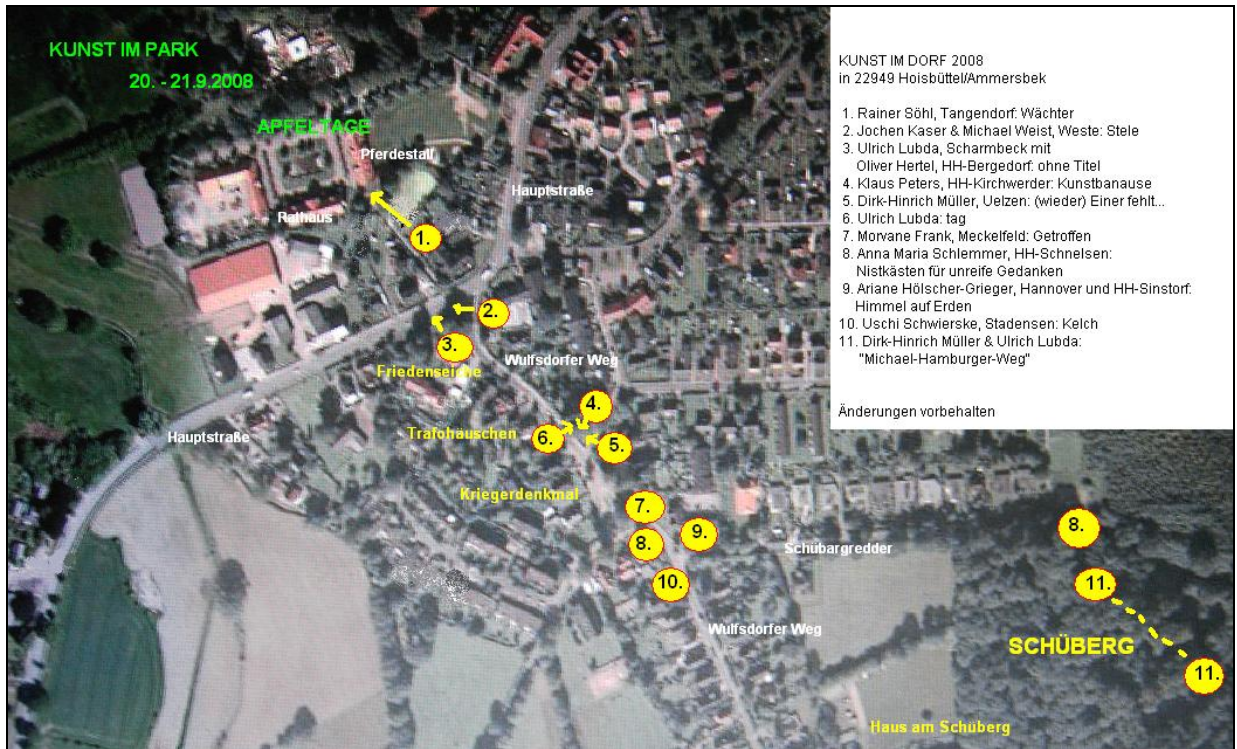 KUNST IM PARK
20. - 21.9.2008
APFELTAGE
Pferdestall
Hauptstraße
Rathaus
1.
2.
3.
Friedenseiche
Wulfsdorfer Weg
Hauptstraße
4.
Trafohäuschen
6.
5.
Kriegerdenkmal
7.
8.
9.
10.
Schübargredder
Wulfsdorfer Weg
8.
11.
SCHÜBERG
11.
Haus am Schüberg
KUNST IM DORF 2008
in 22949 Hoisbüttel/Ammersbek
1. Rainer Söhl, Tangendorf: Wächter
2. Jochen Kaser & Michael Weist, Weste: Stele
3. Ulrich Lubda, Scharmbeck mit
Oliver Hertel, HH-Bergedorf: ohne Titel
4. Klaus Peters, HH-Kirchwerder: Kunstbanause
5. Dirk-Hinrich Müller, Uelzen: (wieder) Einer fehlt...
6. Ulrich Lubda: tag
7. Morvane Frank, Meckelfeld: Getroffen
8. Anna Maria Schlemmer, HH-Schnelsen:
Nistkästen für unreife Gedanken
9. Ariane Hölscher-Grieger, Hannover und HH-Sinstorf:
Himmel auf Erden
10. Uschi Schwierske, Stadensen: Kelch
11. Dirk-Hinrich Müller & Ulrich Lubda:
"Michael-Hamburger-Weg"
Änderungen vorbehalten